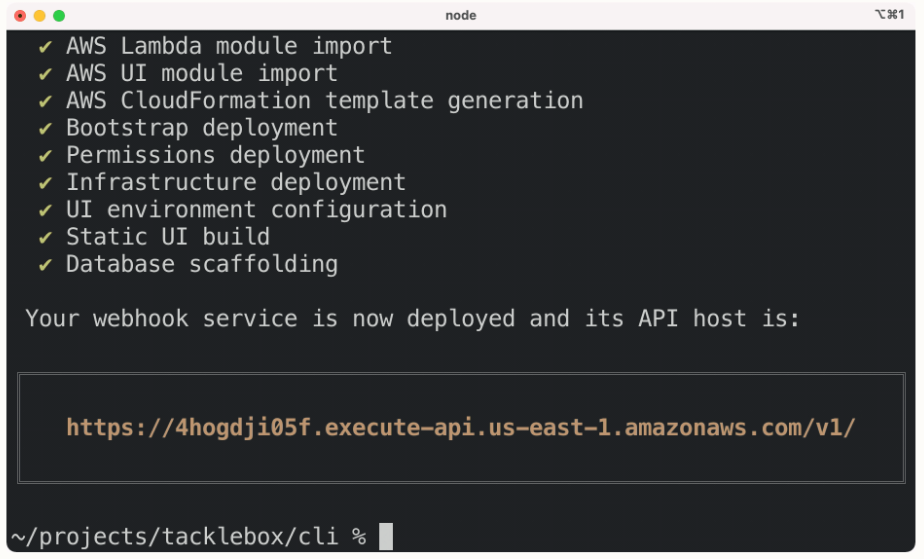 node
⌥⌘1
✔ AWS Lambda module import
✔ AWS UI module import
✔ AWS CloudFormation template generation
✔ Bootstrap deployment
✔ Permissions deployment
✔ Infrastructure deployment
✔ UI environment configuration
✔ Static UI build
✔ Database scaffolding
Your webhook service is now deployed and its API host is:
https://4hogdji05f.execute-api.us-east-1.amazonaws.com/v1/
~/projects/tacklebox/cli %